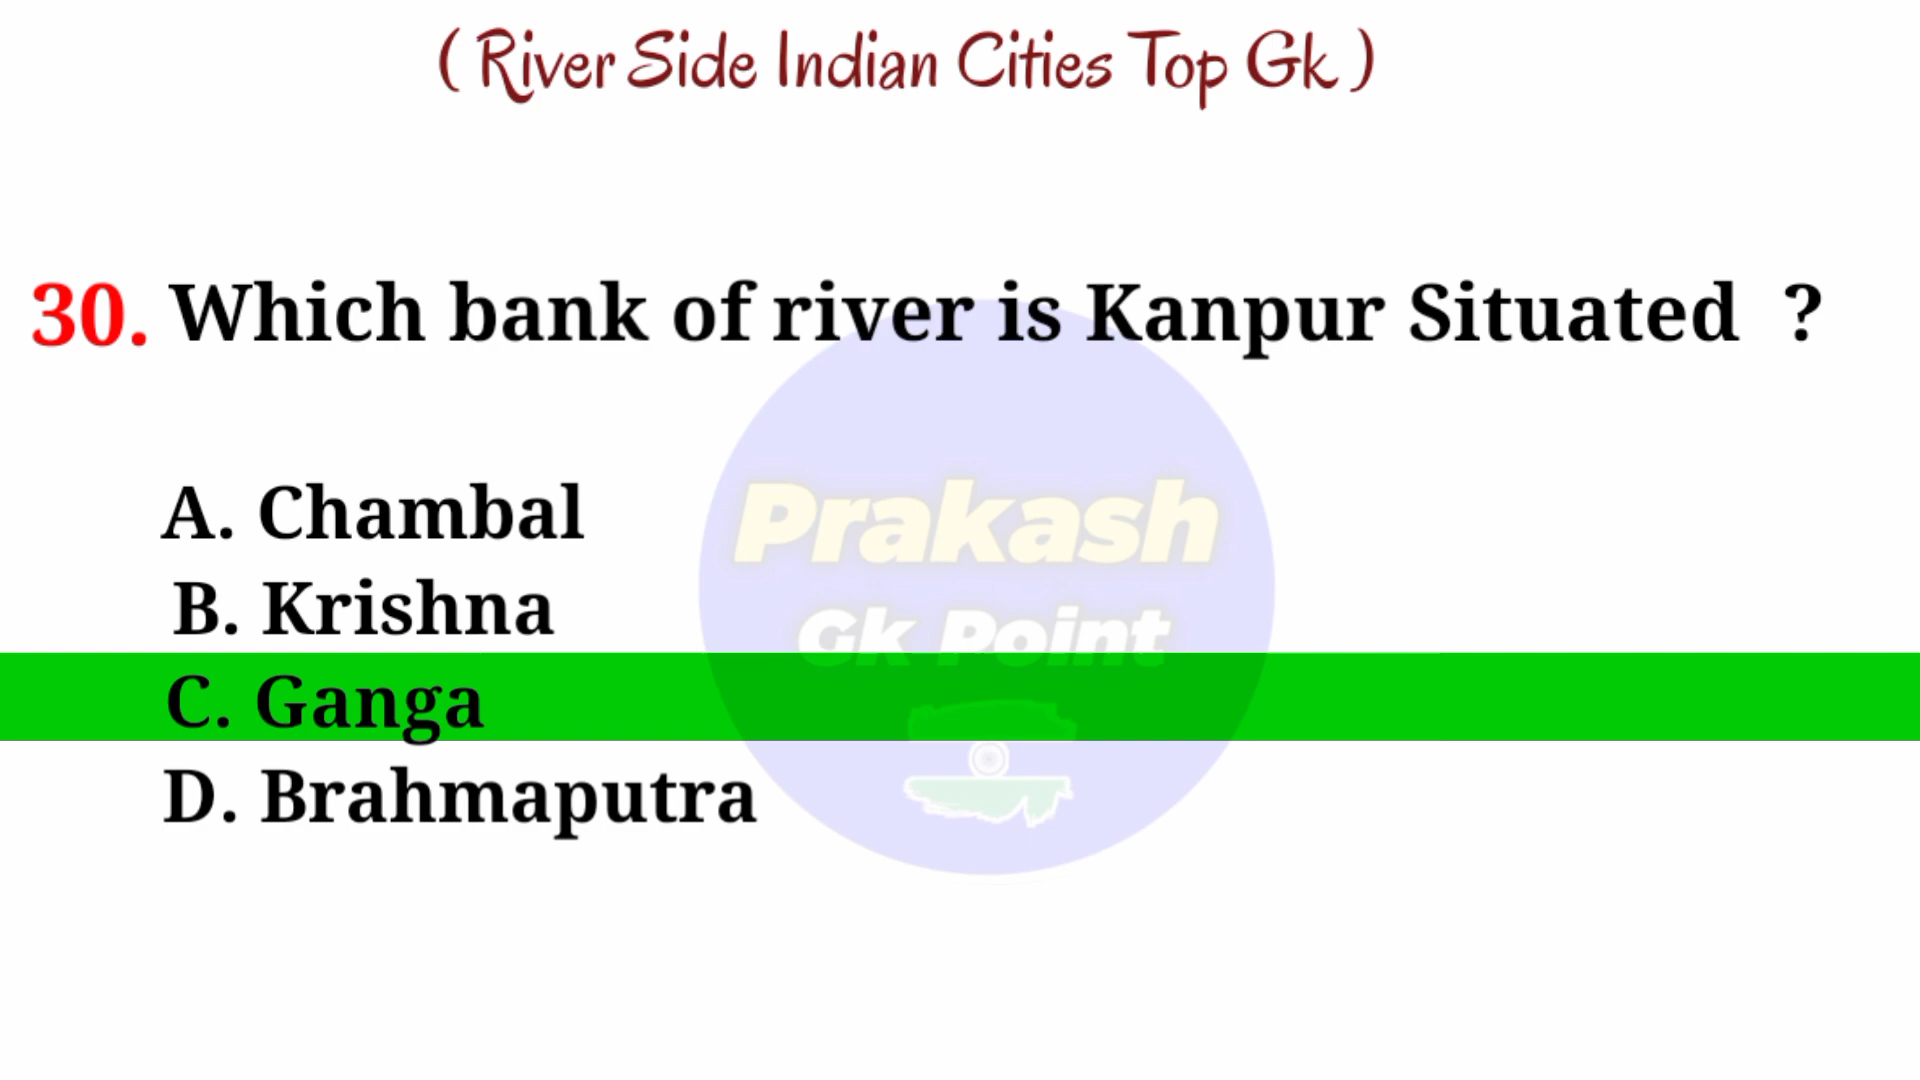 ( River Side Indian Cities Top Gk )
30. Which bank of river is Kanpur Situated ?
A. Chambal
B. Krishna
C. Ganga
D. Brahmaputra
Prakash
Gk Point